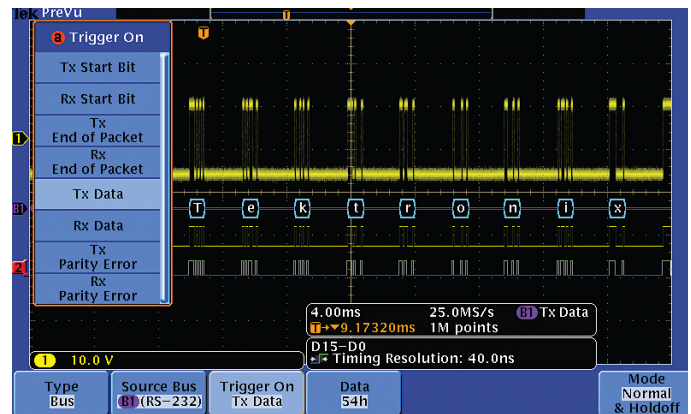 Tek PreVu
T
T
a Trigger On
Tx Start Bit
Rx Start Bit
Tx
End of Packet
Rx
End of Packet
Tx Data
Rx Data
Tx
Parity Error
Rx
Parity Error
1
B1 T e k t r o n i x
2
4.00ms 25.0MS/s B1 Tx Data
T→▼9.17320ms 1M points
D15-D0
Timing Resolution: 40.0ns
1 10.0 V
Type
Bus
Source Bus
B1 (RS-232)
Trigger On
Tx Data
Data
54h
Mode
Normal
& Holdoff